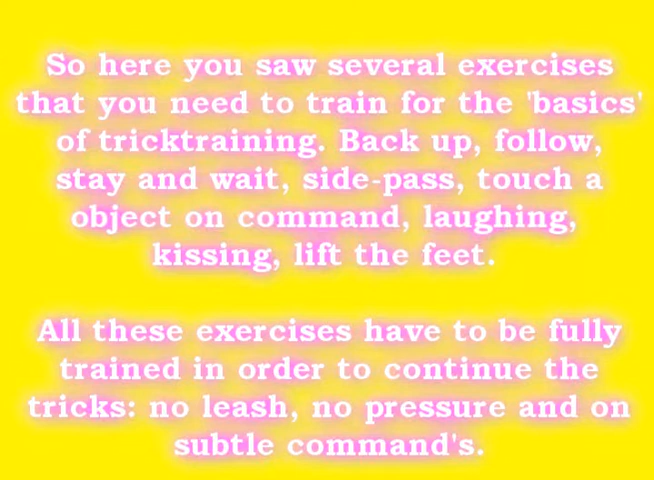 So here you saw several exercises
that you need to train for the 'basics'
of tricktraining. Back up, follow,
stay and wait, side-pass, touch a
object on command, laughing,
kissing, lift the feet.
All these exercises have to be fully
trained in order to continue the
tricks: no leash, no pressure and on
subtle command's.